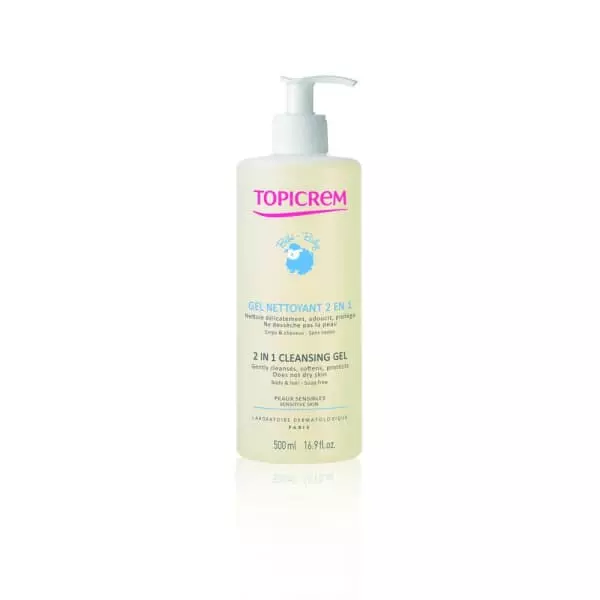 TOPICREM
Bébé - Baby
GEL NETTOYANT 2 EN 1
Nettoie délicatement, adoucit, protège
Ne dessèche pas la peau
Corps & cheveux - Sans savon
2 IN 1 CLEANSING GEL
Gently cleanses, softens, protects
Does not dry skin
Body & hair - Soap free
PEAUX SENSIBLES
SENSITIVE SKIN
LABORATOIRE DERMATOLOGIQUE
PARIS
500 ml 16.9 fl.oz.